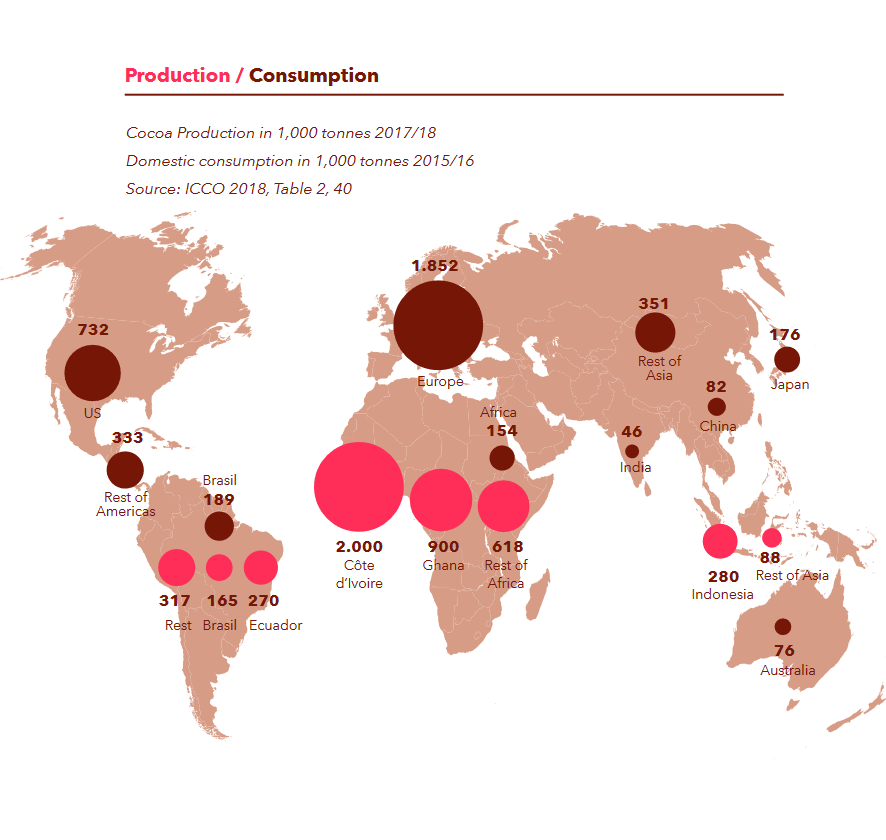 Production / Consumption
Cocoa Production in 1,000 tonnes 2017/18
Domestic consumption in 1,000 tonnes 2015/16
Source: ICCO 2018, Table 2, 40
1.852
Europe
732
US
351
Rest of
Asia
176
Japan
82
China
46
India
Africa
154
333
Rest of
Americas
Brasil
189
2.000
Côte
d’Ivoire
900
Ghana
618
Rest of
Africa
317
Rest
165
Brasil
270
Ecuador
280
Indonesia
88
Rest of Asia
76
Australia